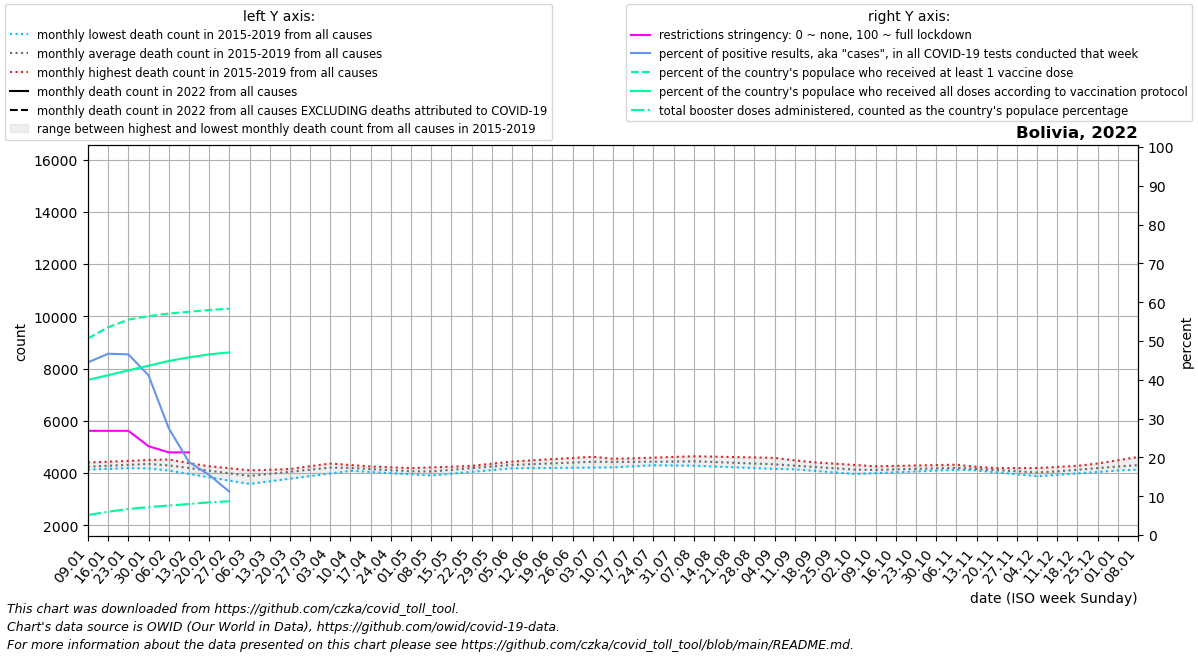 left Y axis:
monthly lowest death count in 2015-2019 from all causes
monthly average death count in 2015-2019 from all causes
monthly highest death count in 2015-2019 from all causes
monthly death count in 2022 from all causes
monthly death count in 2022 from all causes EXCLUDING deaths attributed to COVID-19
range between highest and lowest monthly death count from all causes in 2015-2019
right Y axis:
restrictions stringency: 0 ~ none, 100 ~ full lockdown
percent of positive results, aka "cases", in all COVID-19 tests conducted that week
percent of the country's populace who received at least 1 vaccine dose
percent of the country's populace who received all doses according to vaccination protocol
total booster doses administered, counted as the country's populace percentage
Bolivia, 2022
16000
14000
12000
10000
8000
6000
4000
2000
count
100
90
80
70
60
50
40
30
20
10
0
percent
09.01 16.01 23.01 30.01 06.02 13.02 20.02 27.02 06.03 13.03 20.03 27.03 03.04 10.04 17.04 24.04 01.05 08.05 15.05 22.05 29.05 05.06 12.06 19.06 26.06 03.07 10.07 17.07 24.07 31.07 07.08 14.08 21.08 28.08 04.09 11.09 18.09 25.09 02.10 09.10 16.10 23.10 30.10 06.11 13.11 20.11 27.11 04.12 11.12 18.12 25.12 01.01 08.01
date (ISO week Sunday)
This chart was downloaded from https://github.com/czka/covid_toll_tool.
Chart's data source is OWID (Our World in Data), https://github.com/owid/covid-19-data.
For more information about the data presented on this chart please see https://github.com/czka/covid_toll_tool/blob/main/README.md.